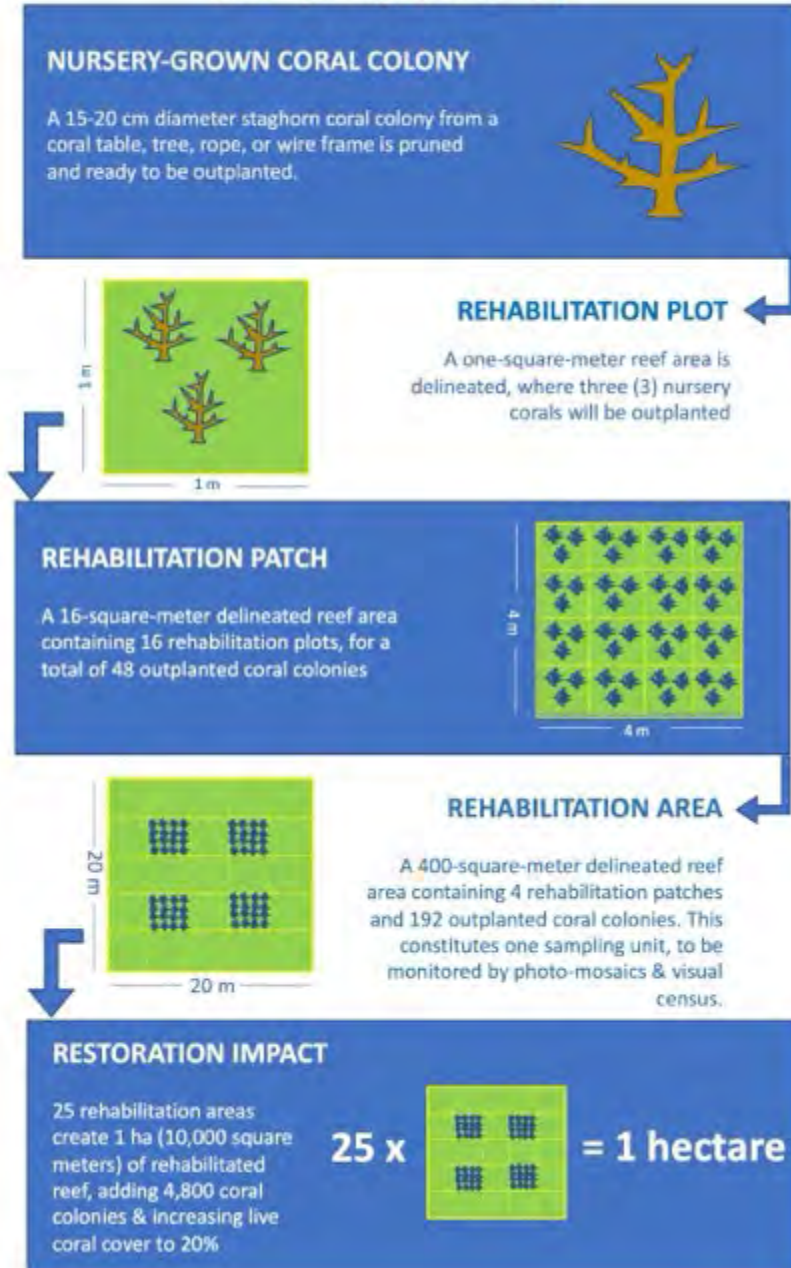 NURSERY-GROWN CORAL COLONY
A 15-20 cm diameter staghorn coral colony from a
coral table, tree, rope, or wire frame is pruned
and ready to be outplanted.
1 m
1 m
REHABILITATION PLOT
A one-square-meter reef area is
delineated, where three (3) nursery
corals will be outplanted
REHABILITATION PATCH
A 16-square-meter delineated reef area
containing 16 rehabilitation plots, for a
total of 48 outplanted coral colonies
4 m
4 m
20 m
20 m
REHABILITATION AREA
A 400-square-meter delineated reef
area containing 4 rehabilitation patches
and 192 outplanted coral colonies. This
constitutes one sampling unit, to be
monitored by photo-mosaics & visual
census.
RESTORATION IMPACT
25 rehabilitation areas
create 1 ha (10,000 square
meters) of rehabilitated
reef, adding 4,800 coral
colonies & increasing live
coral cover to 20%
25 x
= 1 hectare